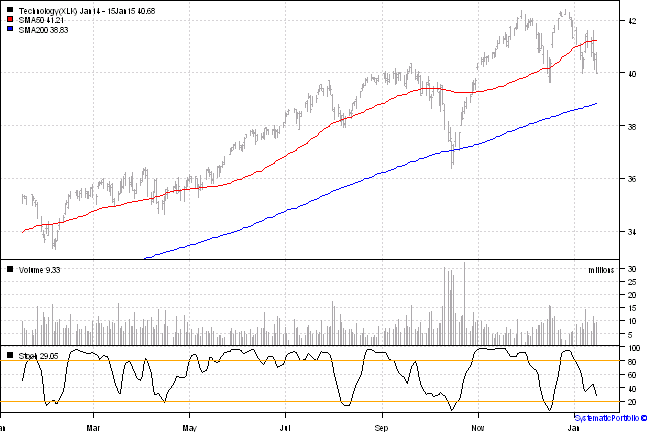 Technology(XLK) Jan14 - 15Jan15 40.68
SMA50 41.21
SMA200 38.83
42
40
38
36
34
Volume 9.33
millions
30
25
20
15
10
5
Stoch 29.05
100
80
60
40
20
Jan Mar May Jul Sep Nov Jan
SystematicPortfolio ©